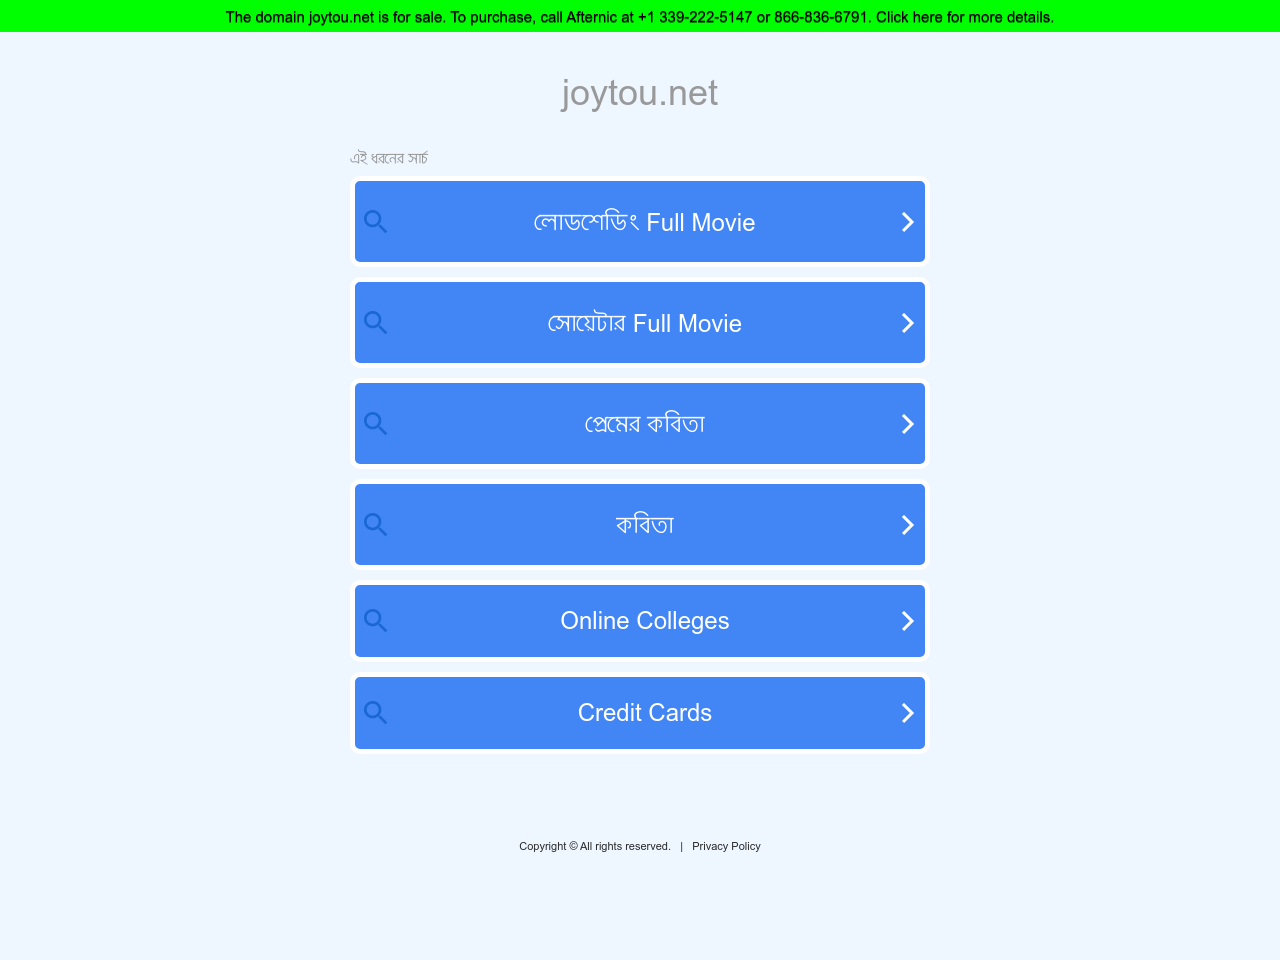 The domain joytou.net is for sale. To purchase, call Afternic at +1 339-222-5147 or 866-836-6791. Click here for more details.
joytou.net
এই ধরনের সার্চ
লোডশেডিং Full Movie
সোয়েটার Full Movie
প্রেমের কবিতা
কবিতা
Online Colleges
Credit Cards
Copyright © All rights reserved. | Privacy Policy